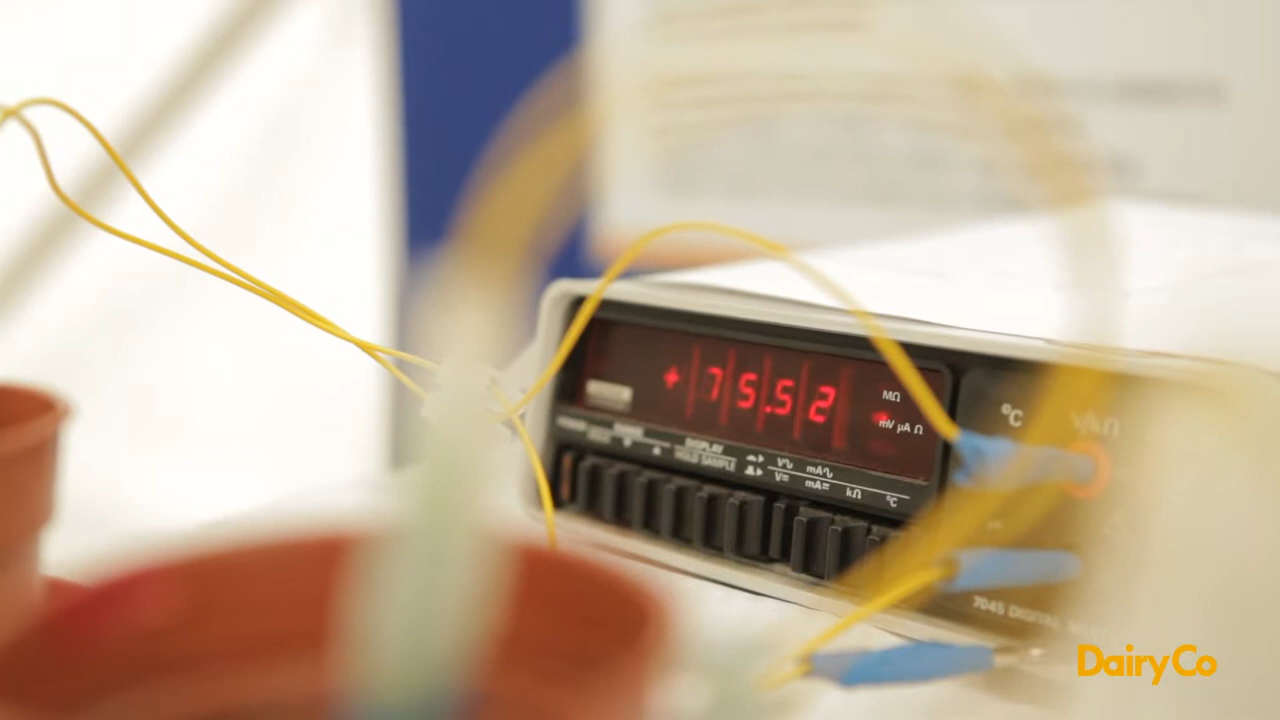 +75.52
MΩ
mV µA Ω
°C
DISPLAY
HOLD SAMPLE
V∿ mA∿
V= mA= kΩ °C
7045 DIGITAL
DairyCo